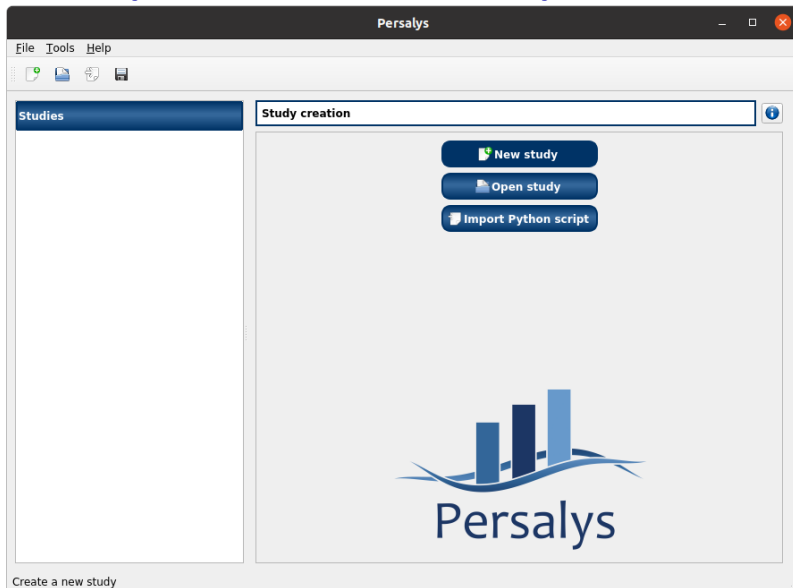 Persalys
File Tools Help
Studies
Study creation
New study
Open study
Import Python script
Persalys
Create a new study